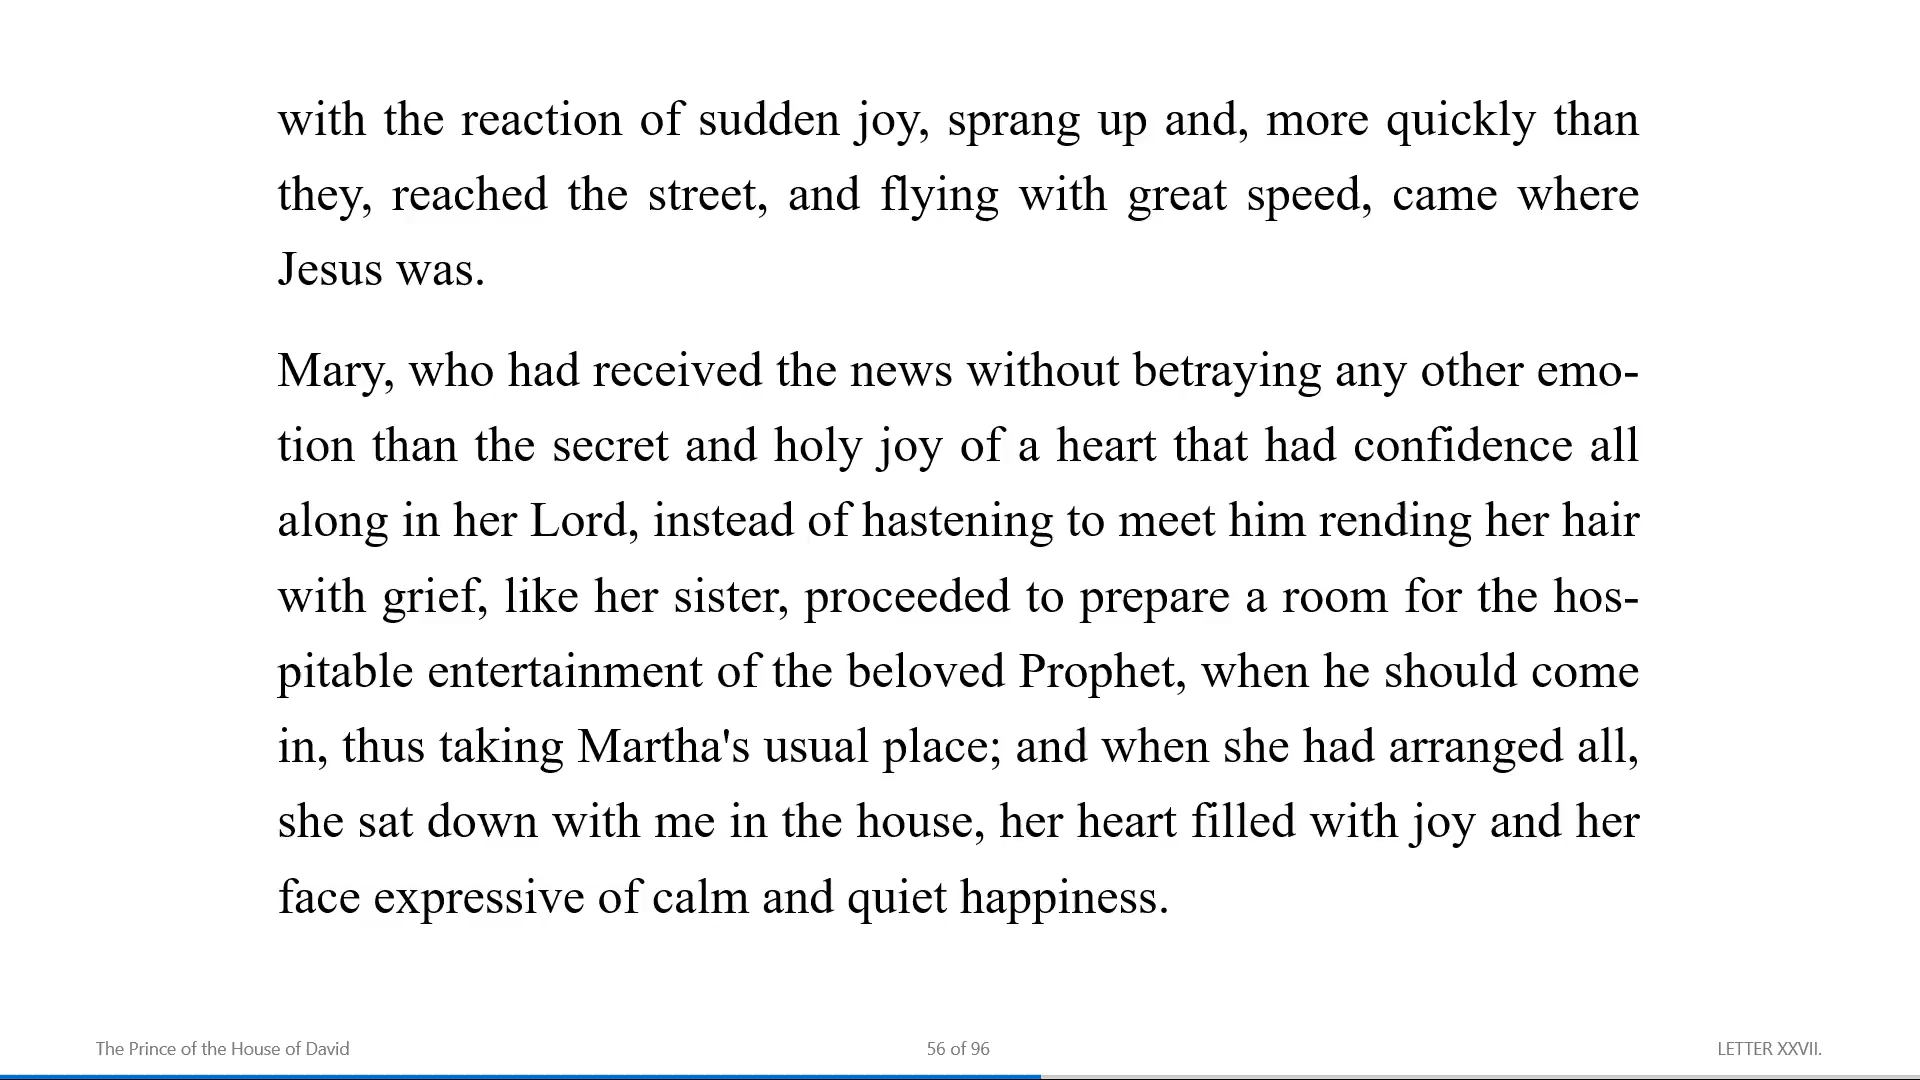 with the reaction of sudden joy, sprang up and, more quickly than
they, reached the street, and flying with great speed, came where
Jesus was.
Mary, who had received the news without betraying any other emo-
tion than the secret and holy joy of a heart that had confidence all
along in her Lord, instead of hastening to meet him rending her hair
with grief, like her sister, proceeded to prepare a room for the hos-
pitable entertainment of the beloved Prophet, when he should come
in, thus taking Martha's usual place; and when she had arranged all,
she sat down with me in the house, her heart filled with joy and her
face expressive of calm and quiet happiness.
The Prince of the House of David
56 of 96
LETTER XXVII.